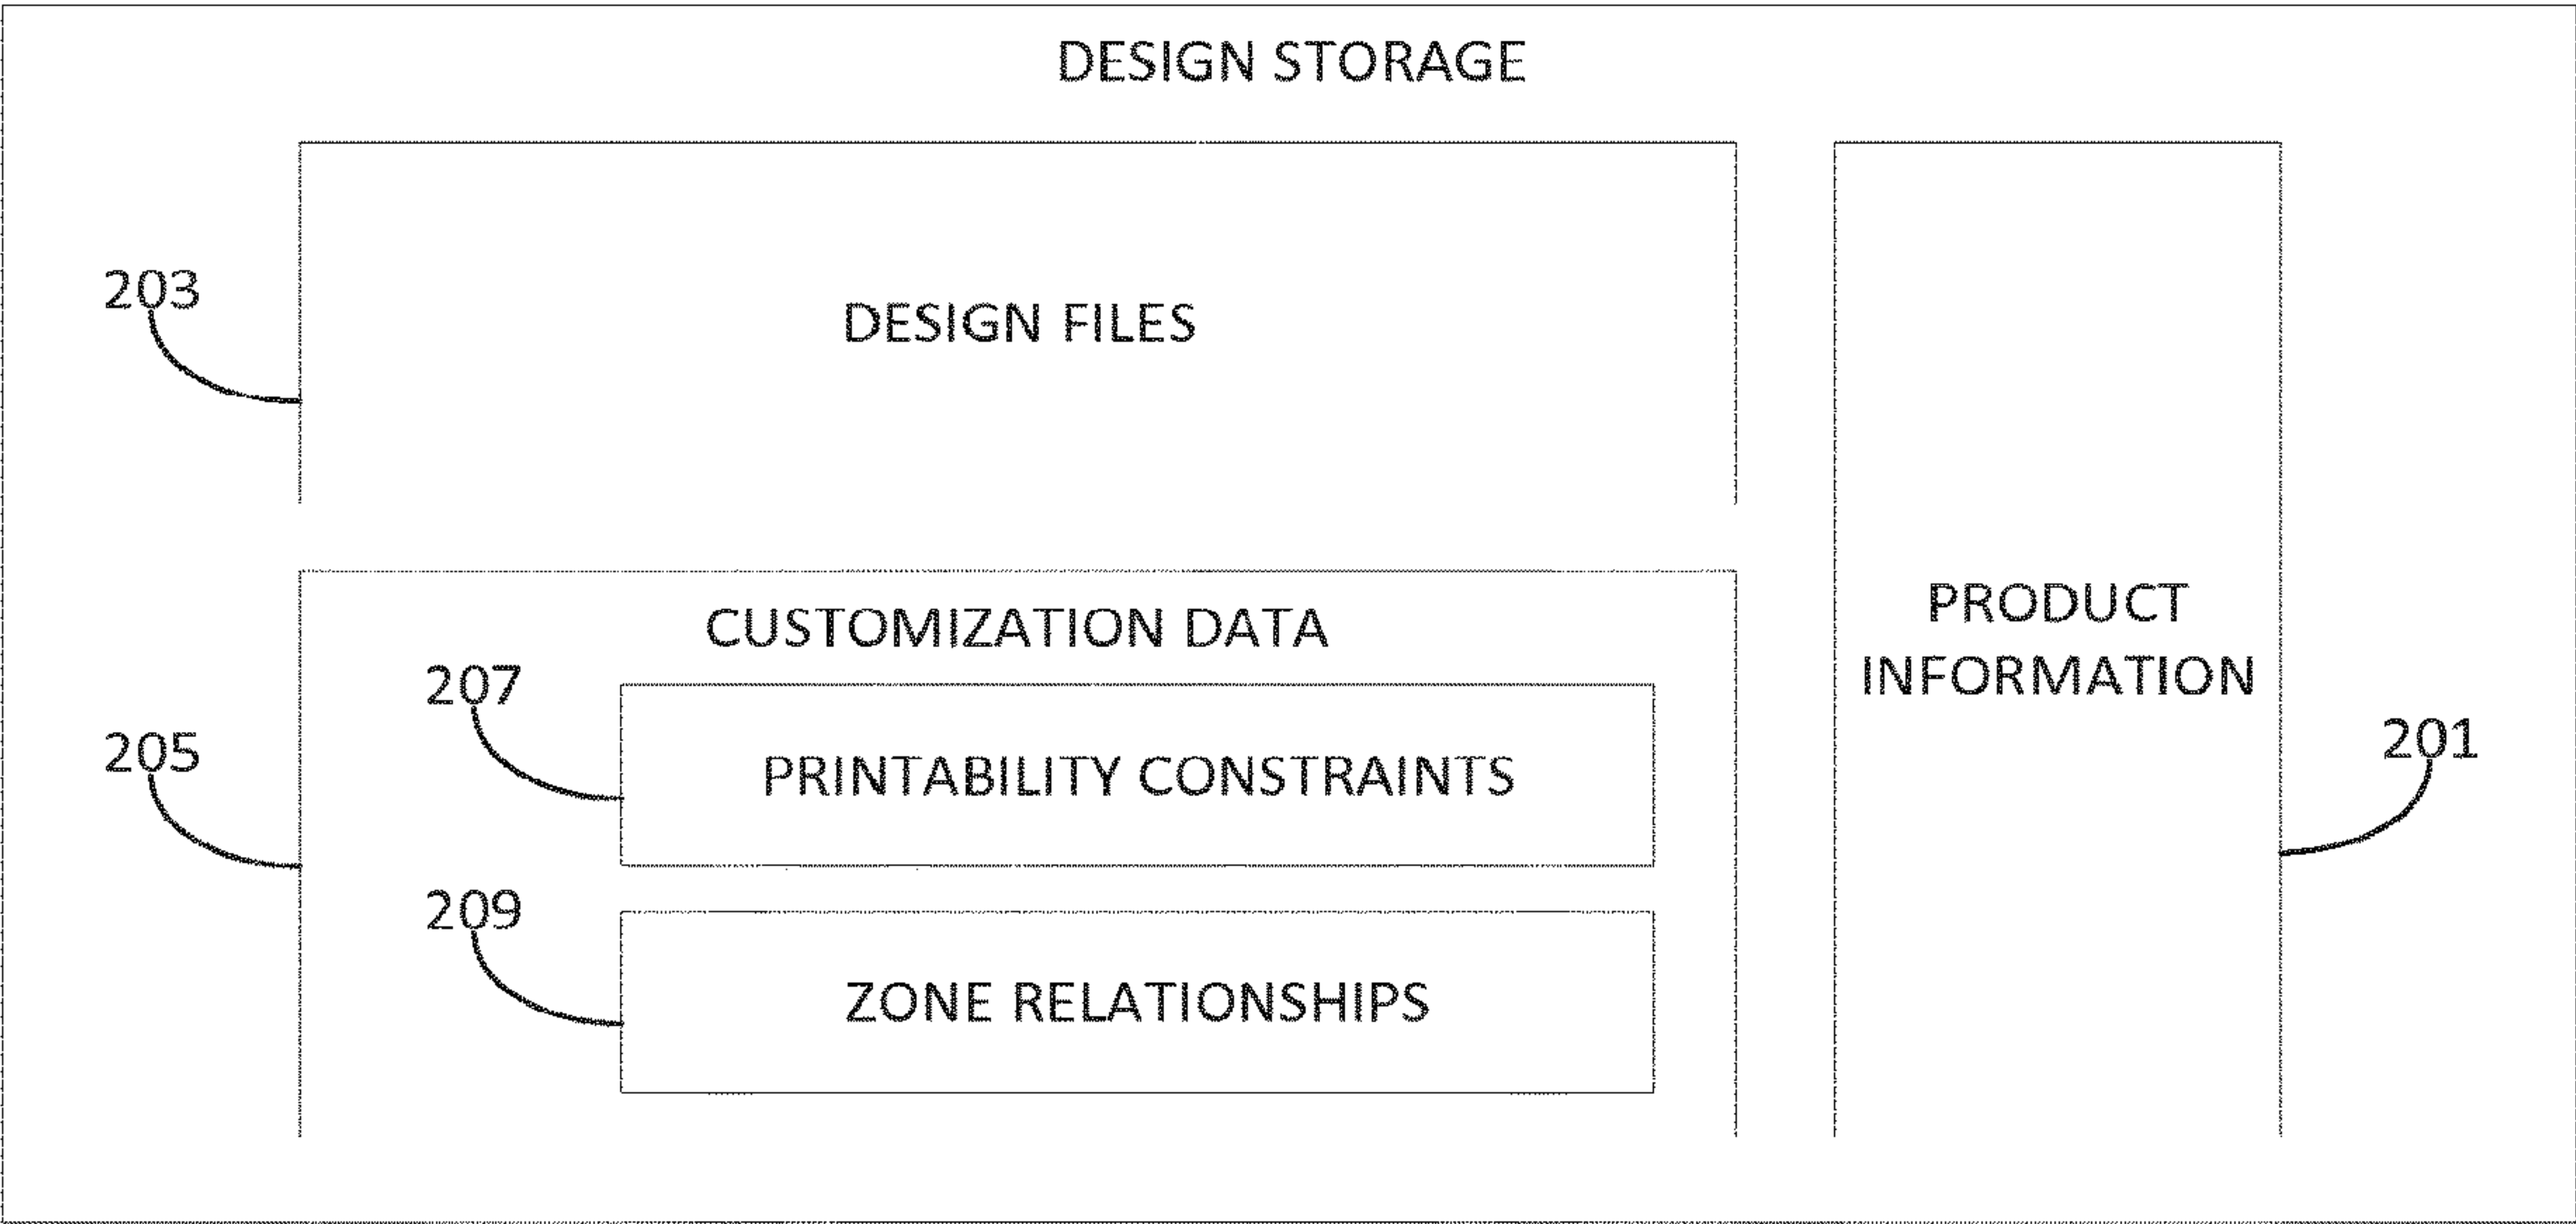 DESIGN STORAGE
203
DESIGN FILES
205
CUSTOMIZATION DATA
207
PRINTABILITY CONSTRAINTS
209
ZONE RELATIONSHIPS
PRODUCT
INFORMATION
201